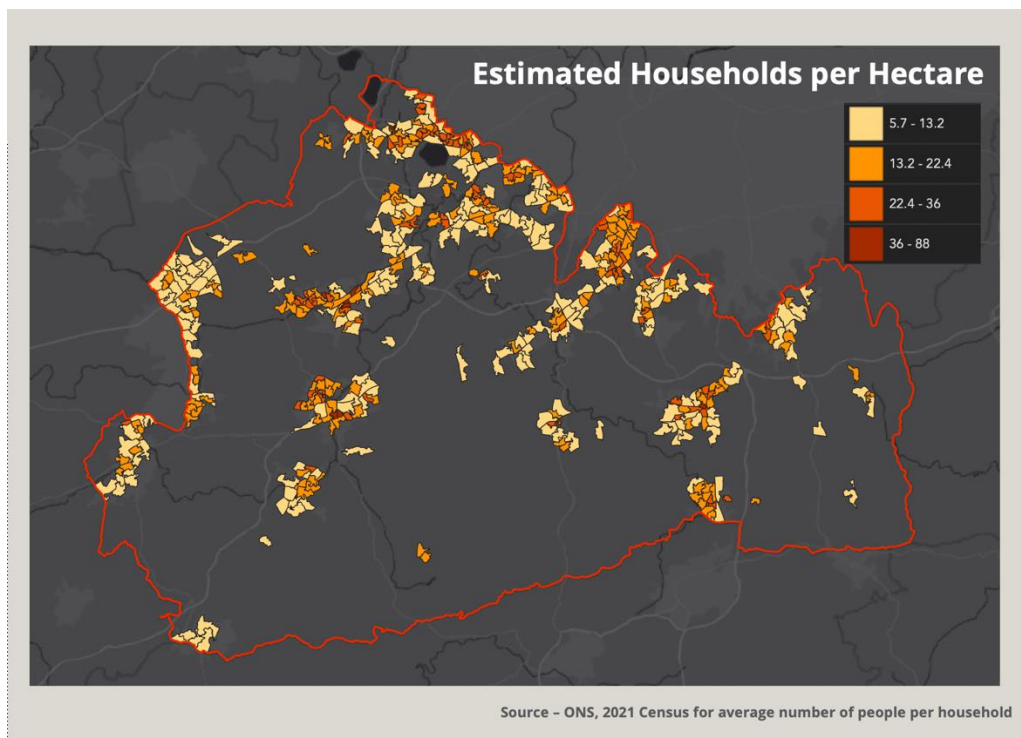 Estimated Households per Hectare
5.7 - 13.2
13.2 - 22.4
22.4 - 36
36 - 88
Source – ONS, 2021 Census for average number of people per household